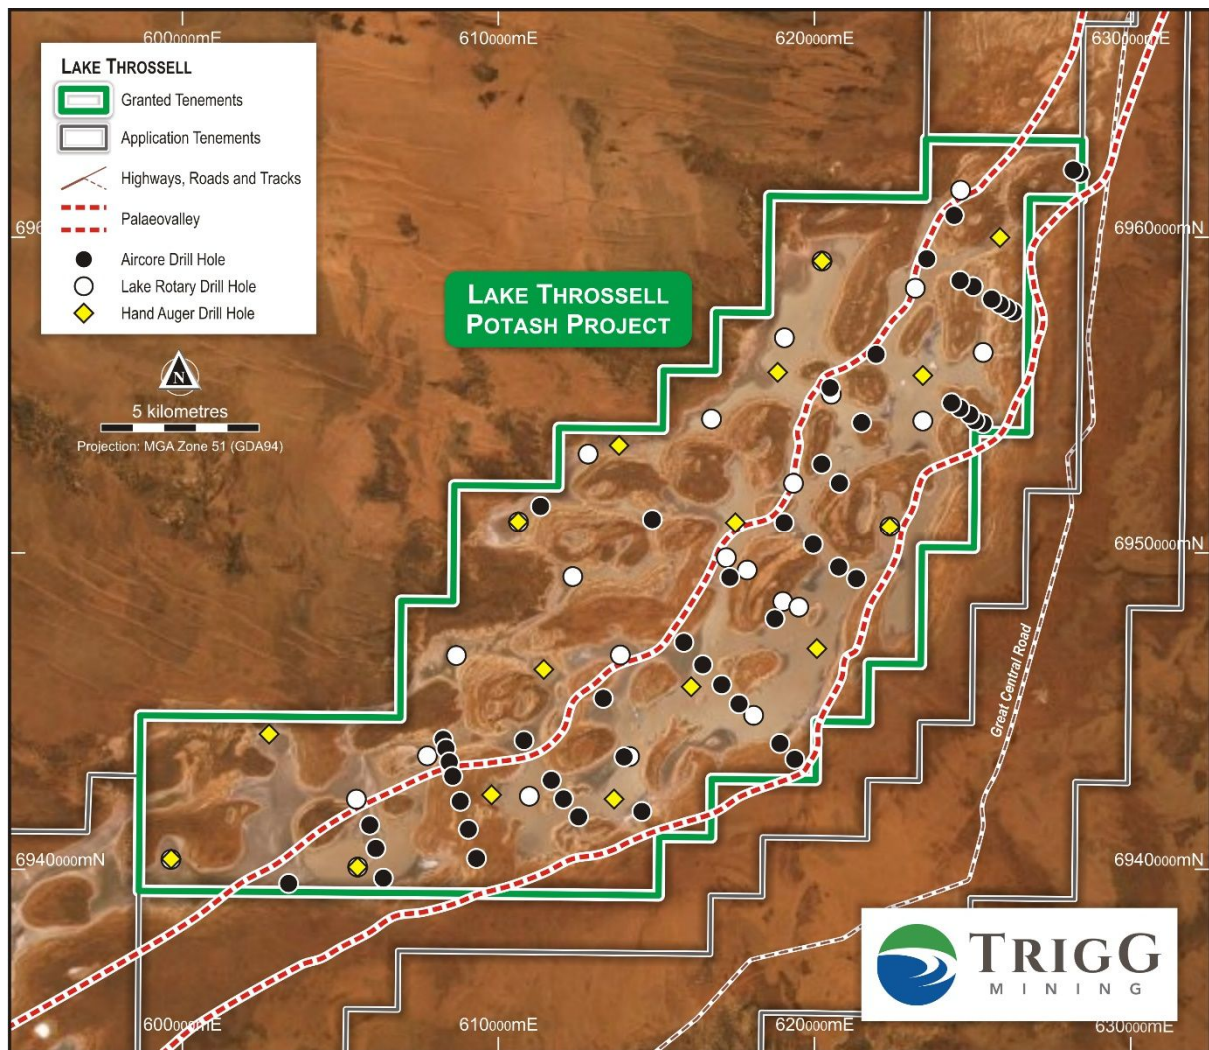 600000mE
610000mE
620000mE
630000mE
LAKE THROSSELL
Granted Tenements
Application Tenements
Highways, Roads and Tracks
Palaeovalley
Aircore Drill Hole
Lake Rotary Drill Hole
Hand Auger Drill Hole
696
6960000mN
LAKE THROSSELL
POTASH PROJECT
N
5 kilometres
Projection: MGA Zone 51 (GDA94)
6950000mN
Great Central Road
6940000mN
6940000mN
TRIGG
MINING
600000mE
610000mE
620000mE
630000mE